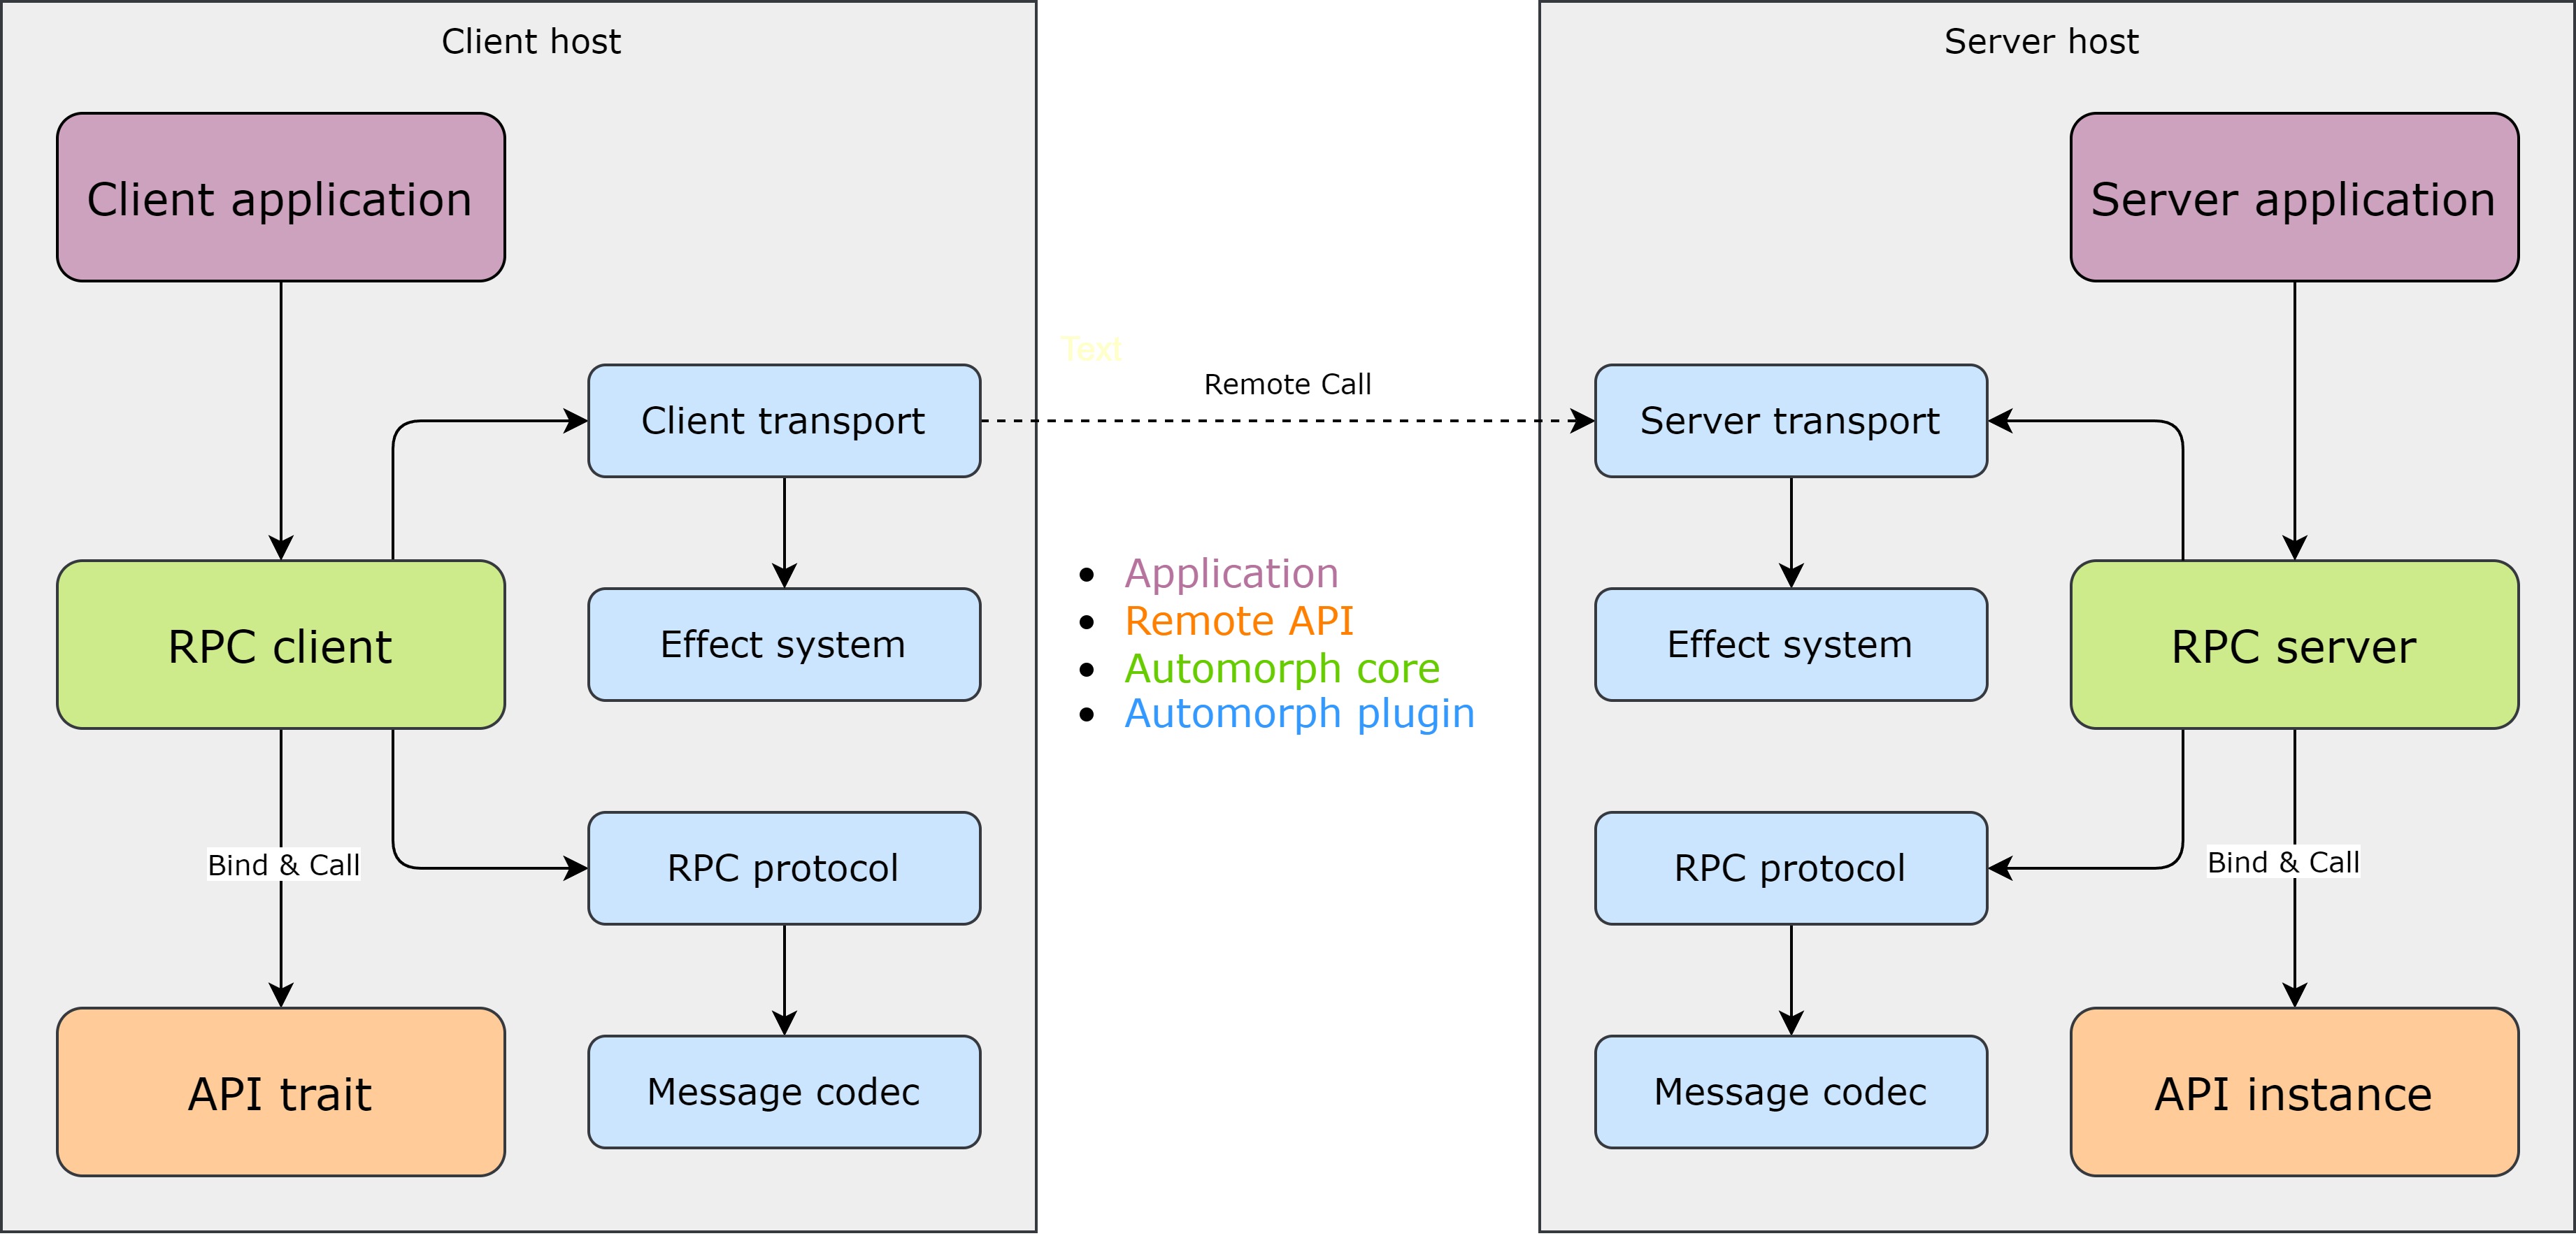 Client host
Server host
Client application
Server application
Text
Remote Call
Client transport
Server transport
RPC client
Effect system
Application
Remote API
Automorph core
Automorph plugin
Effect system
RPC server
Bind & Call
RPC protocol
RPC protocol
Bind & Call
API trait
Message codec
Message codec
API instance